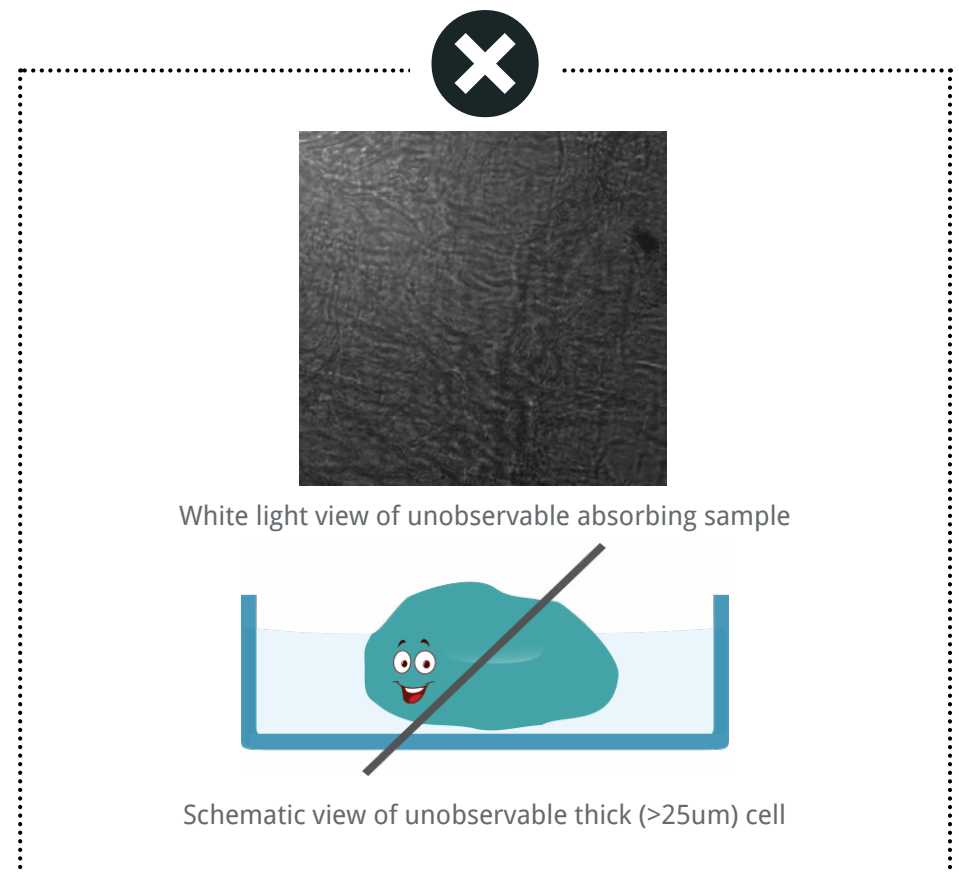 White light view of unobservable absorbing sample
Schematic view of unobservable thick (>25um) cell